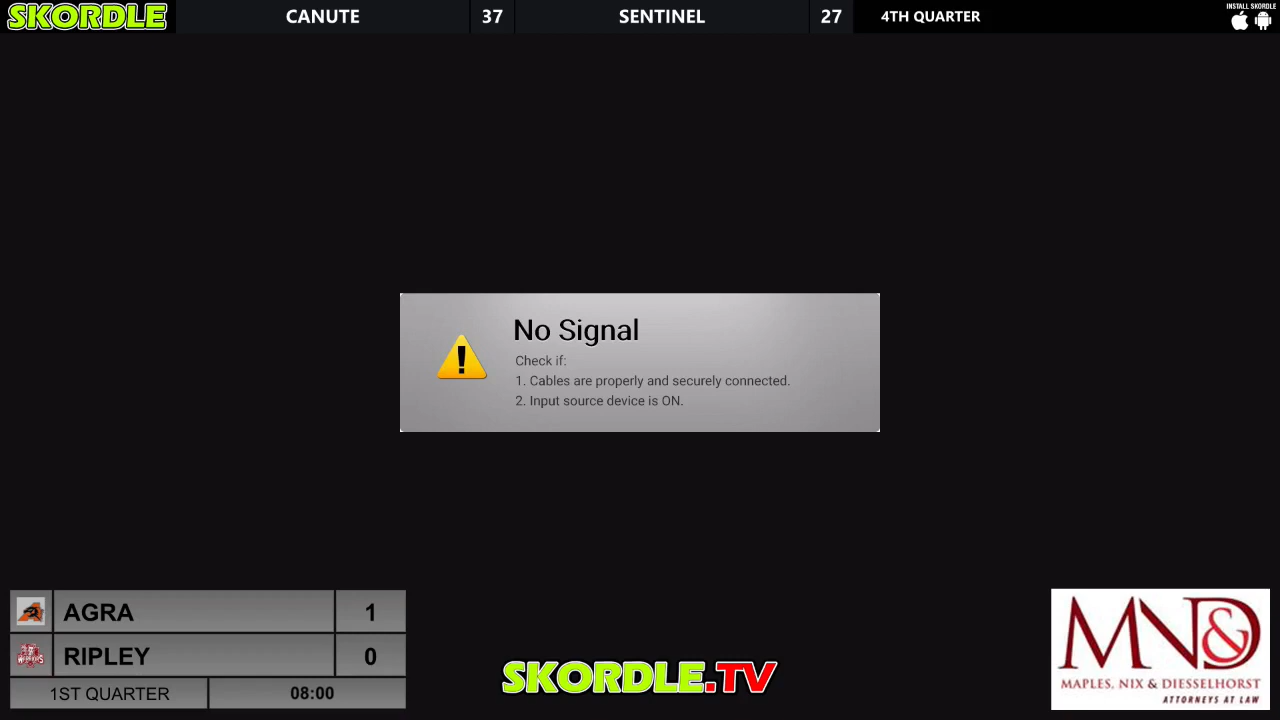 SKORDLE CANUTE 37 SENTINEL 27 4TH QUARTER INSTALL SKORDLE
No Signal
Check if:
1. Cables are properly and securely connected.
2. Input source device is ON.
AGRA 1
RIPLEY 0
1ST QUARTER 08:00
SKORDLE.TV
MN&D
MAPLES, NIX & DIESSELHORST
ATTORNEYS AT LAW